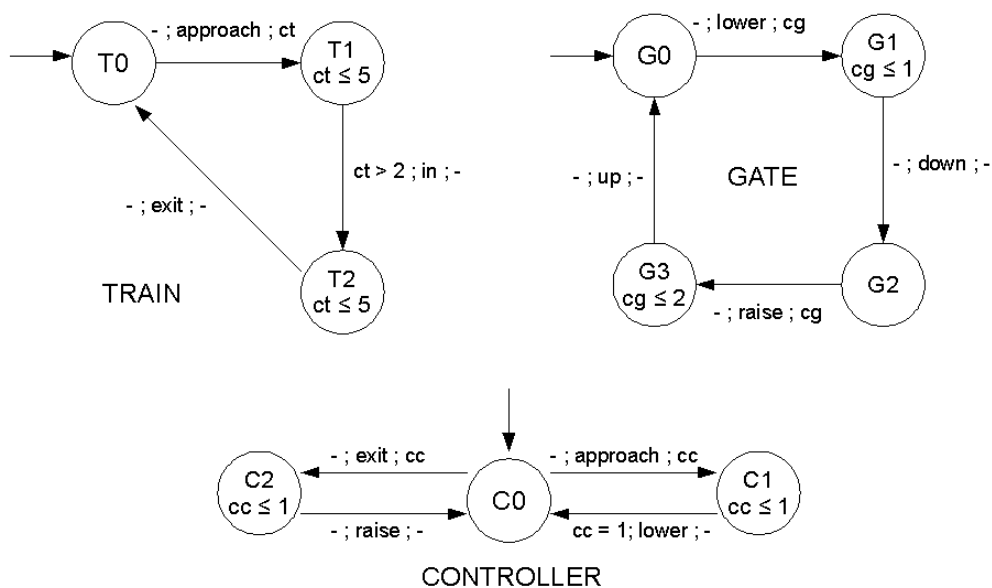 - ; approach ; ct
T0
T1
ct ≤ 5
ct > 2 ; in ; -
- ; exit ; -
T2
ct ≤ 5
TRAIN
- ; lower ; cg
G0
G1
cg ≤ 1
- ; up ; -
GATE
- ; down ; -
G3
cg ≤ 2
G2
- ; raise ; cg
- ; exit ; cc
- ; approach ; cc
C2
cc ≤ 1
C0
C1
cc ≤ 1
- ; raise ; -
cc = 1; lower ; -
CONTROLLER